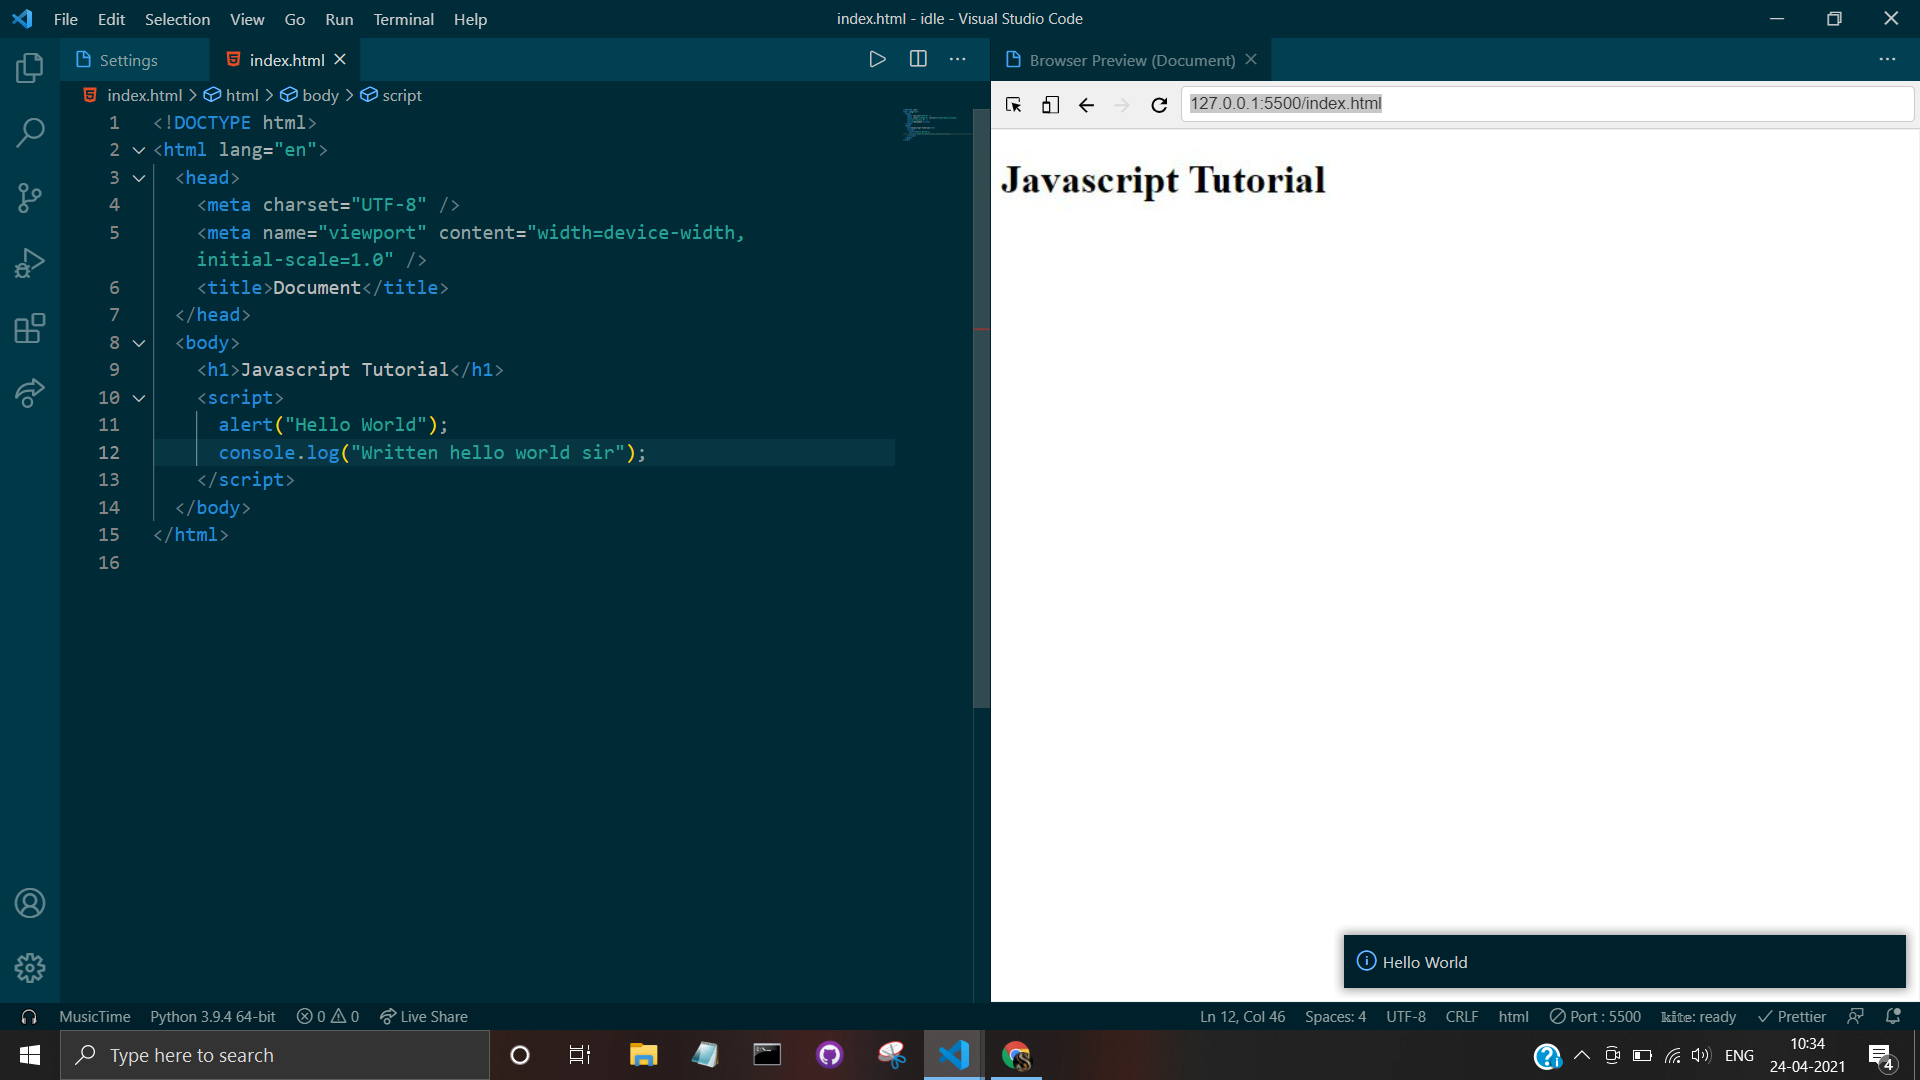 File Edit Selection View Go Run Terminal Help
index.html - idle - Visual Studio Code
Settings
index.html
Browser Preview (Document)
index.html > html > body > script
127.0.0.1:5500/index.html
1 <!DOCTYPE html>
2 <html lang="en">
3 <head>
4 <meta charset="UTF-8" />
5 <meta name="viewport" content="width=device-width,
initial-scale=1.0" />
6 <title>Document</title>
7 </head>
8 <body>
9 <h1>Javascript Tutorial</h1>
10 <script>
11 alert("Hello World");
12 console.log("Written hello world sir");
13 </script>
14 </body>
15 </html>
16
Javascript Tutorial
Hello World
MusicTime Python 3.9.4 64-bit 0 0 Live Share
Ln 12, Col 46 Spaces: 4 UTF-8 CRLF html Port : 5500 kite: ready Prettier
Type here to search
ENG
10:34
24-04-2021
4